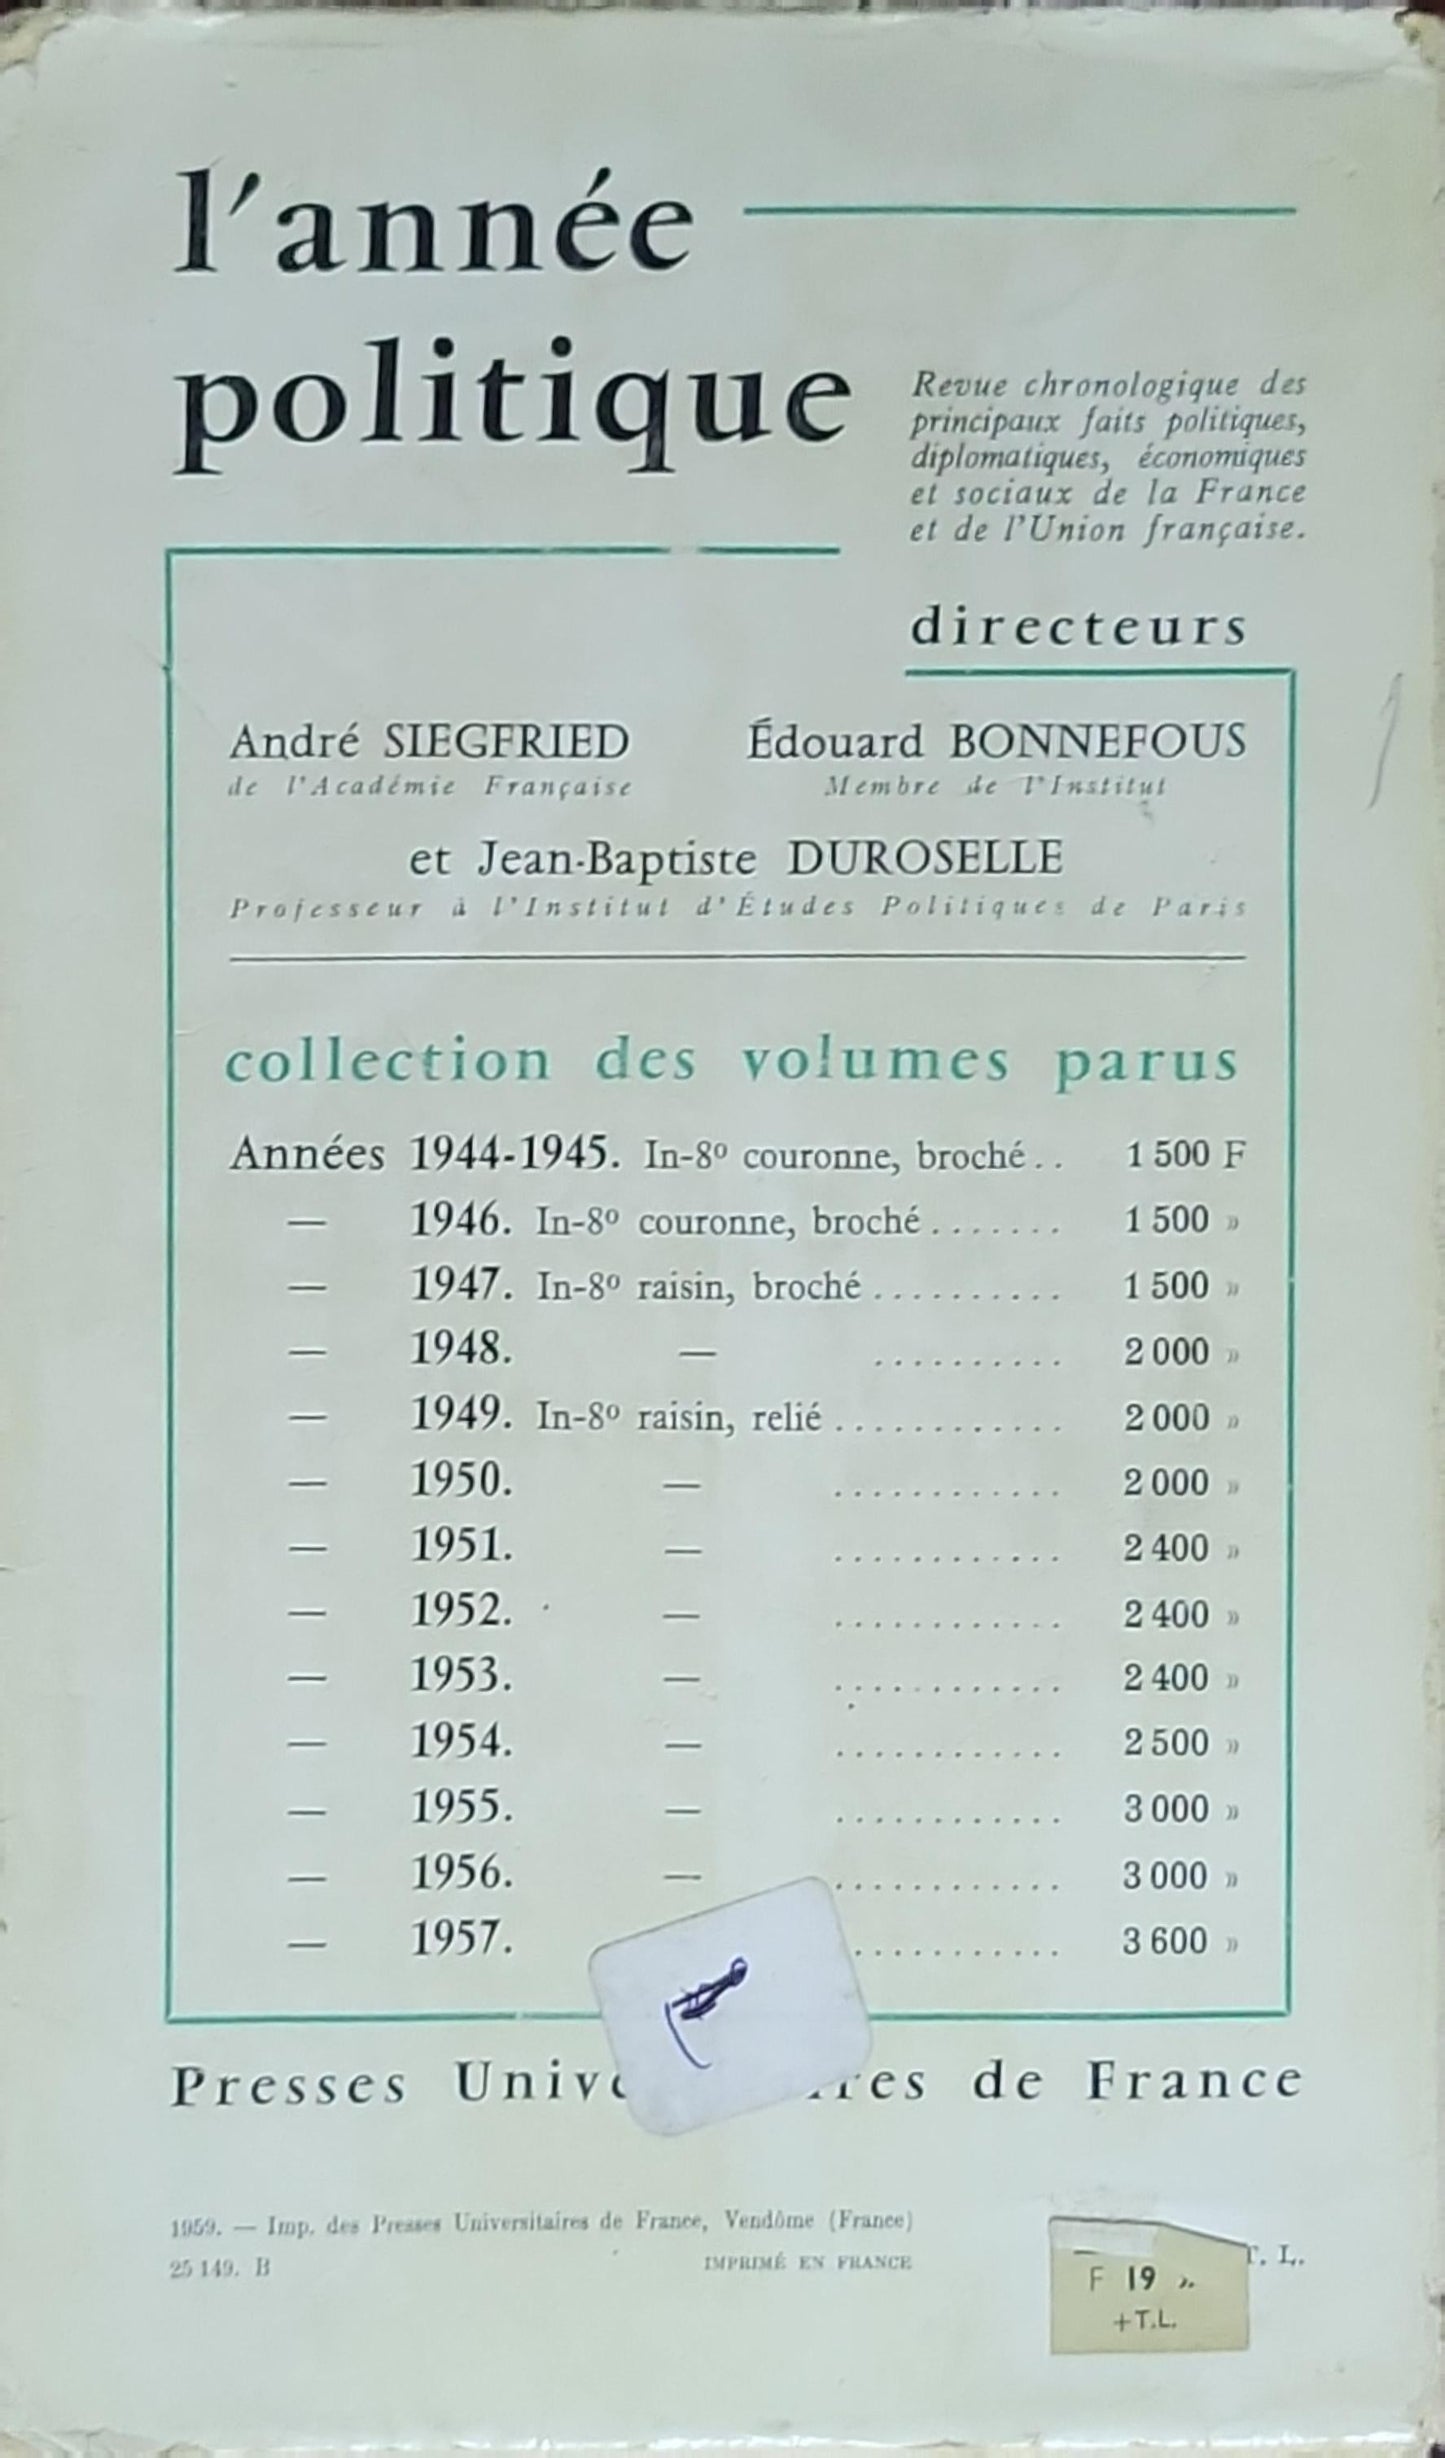 l'année
politique
Revue chronologique des
principaux faits politiques,
diplomatiques, économiques
et sociaux de la France
et de l'Union française.
directeurs
André SIEGFRIED Édouard BONNEFOUS
de l'Académie Française Membre de l'Institut
et Jean-Baptiste DUROSELLE
Professeur à l'Institut d'Études Politiques de Paris
collection des volumes parus
Années 1944-1945. In-8º couronne, broché.. 1 500 F
— 1946. In-8º couronne, broché....... 1 500 »
— 1947. In-8º raisin, broché.......... 1 500 »
— 1948. — .......... 2 000 »
— 1949. In-8º raisin, relié............ 2 000 »
— 1950. — ............ 2 000 »
— 1951. — ............ 2 400 »
— 1952. — ............ 2 400 »
— 1953. — ............ 2 400 »
— 1954. — ............ 2 500 »
— 1955. — ............ 3 000 »
— 1956. — ............ 3 000 »
— 1957. ........... 3 600 »
Presses de France
1959. — Imp. des Presses Universitaires de France, Vendôme (France)
25 149. B IMPRIMÉ EN FRANCE T. L.
F 19 ».
+T.L.